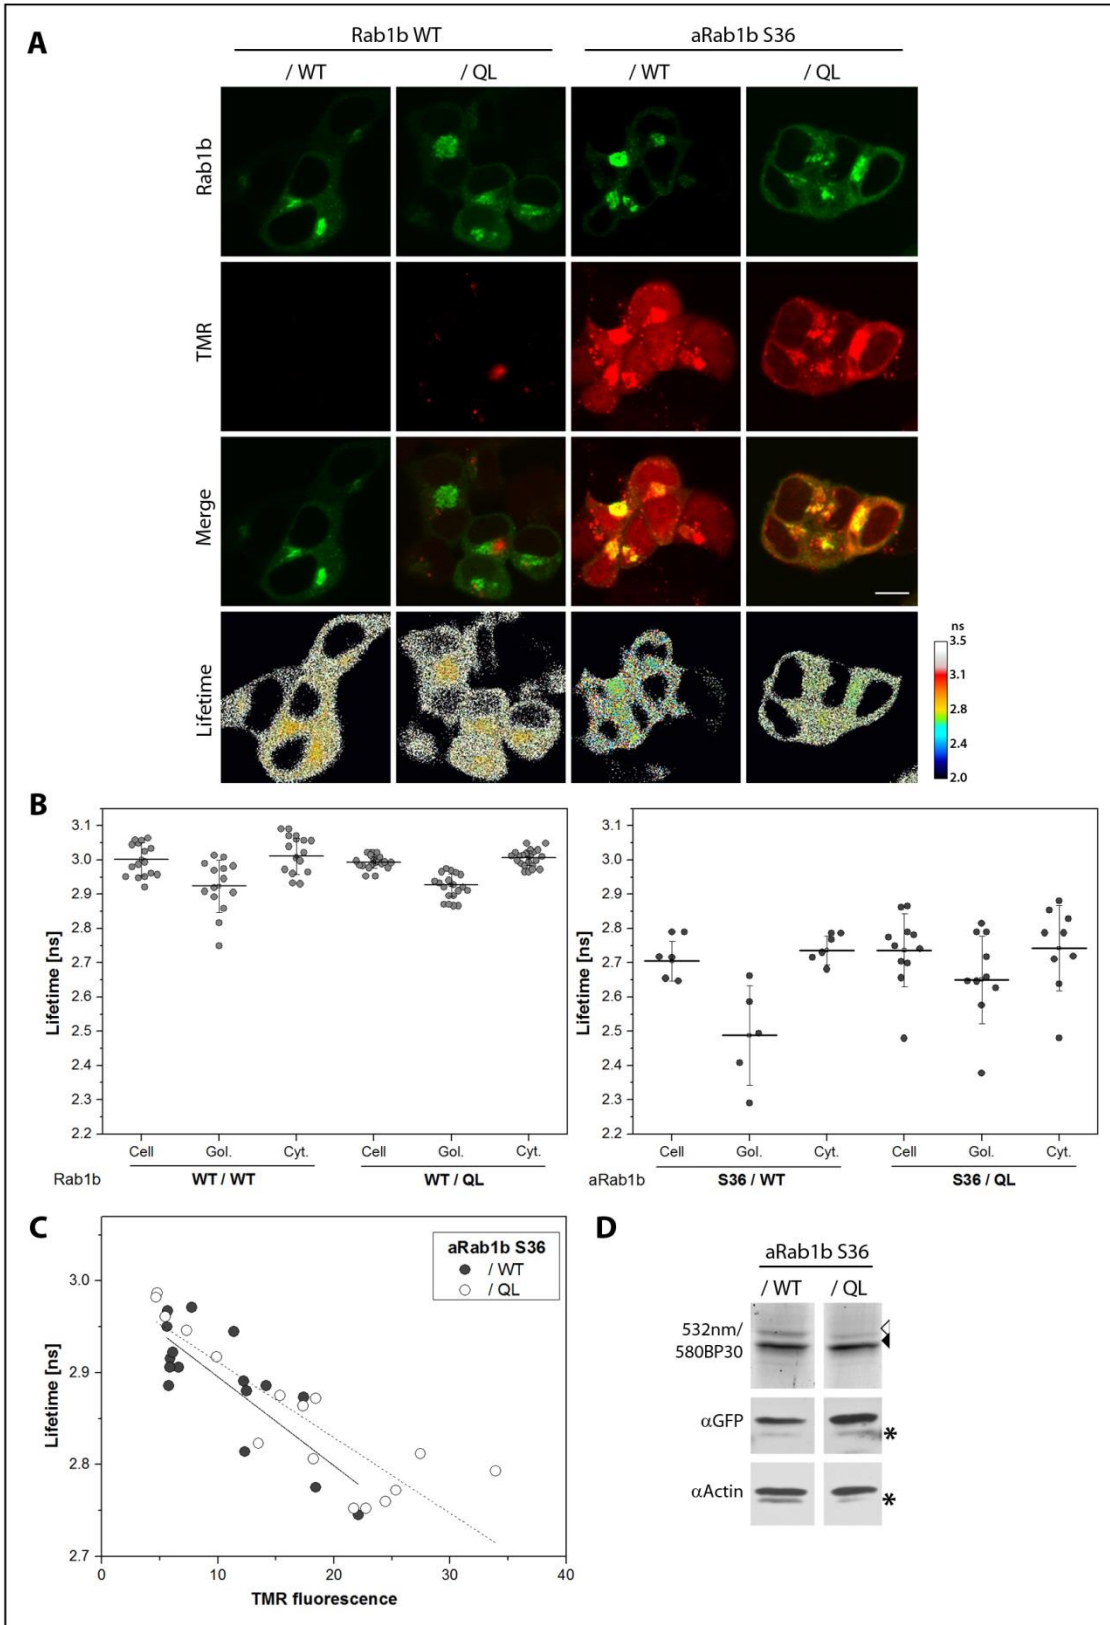 A
Rab1b WT
aRab1b S36
/ WT
/ QL
/ WT
/ QL
Rab1b
TMR
Merge
Lifetime
ns
3.5
3.1
2.8
2.4
2.0
B
Lifetime [ns]
3.1
3.0
2.9
2.8
2.7
2.6
2.5
2.4
2.3
2.2
Cell
Gol.
Cyt.
Cell
Gol.
Cyt.
Rab1b
WT / WT
WT / QL
Lifetime [ns]
3.1
3.0
2.9
2.8
2.7
2.6
2.5
2.4
2.3
2.2
Cell
Gol.
Cyt.
Cell
Gol.
Cyt.
aRab1b
S36 / WT
S36 / QL
C
Lifetime [ns]
3.0
2.9
2.8
2.7
0
10
20
30
40
TMR fluorescence
aRab1b S36
/ WT
/ QL
D
aRab1b S36
/ WT
/ QL
532nm/
580BP30
αGFP
*
αActin
*